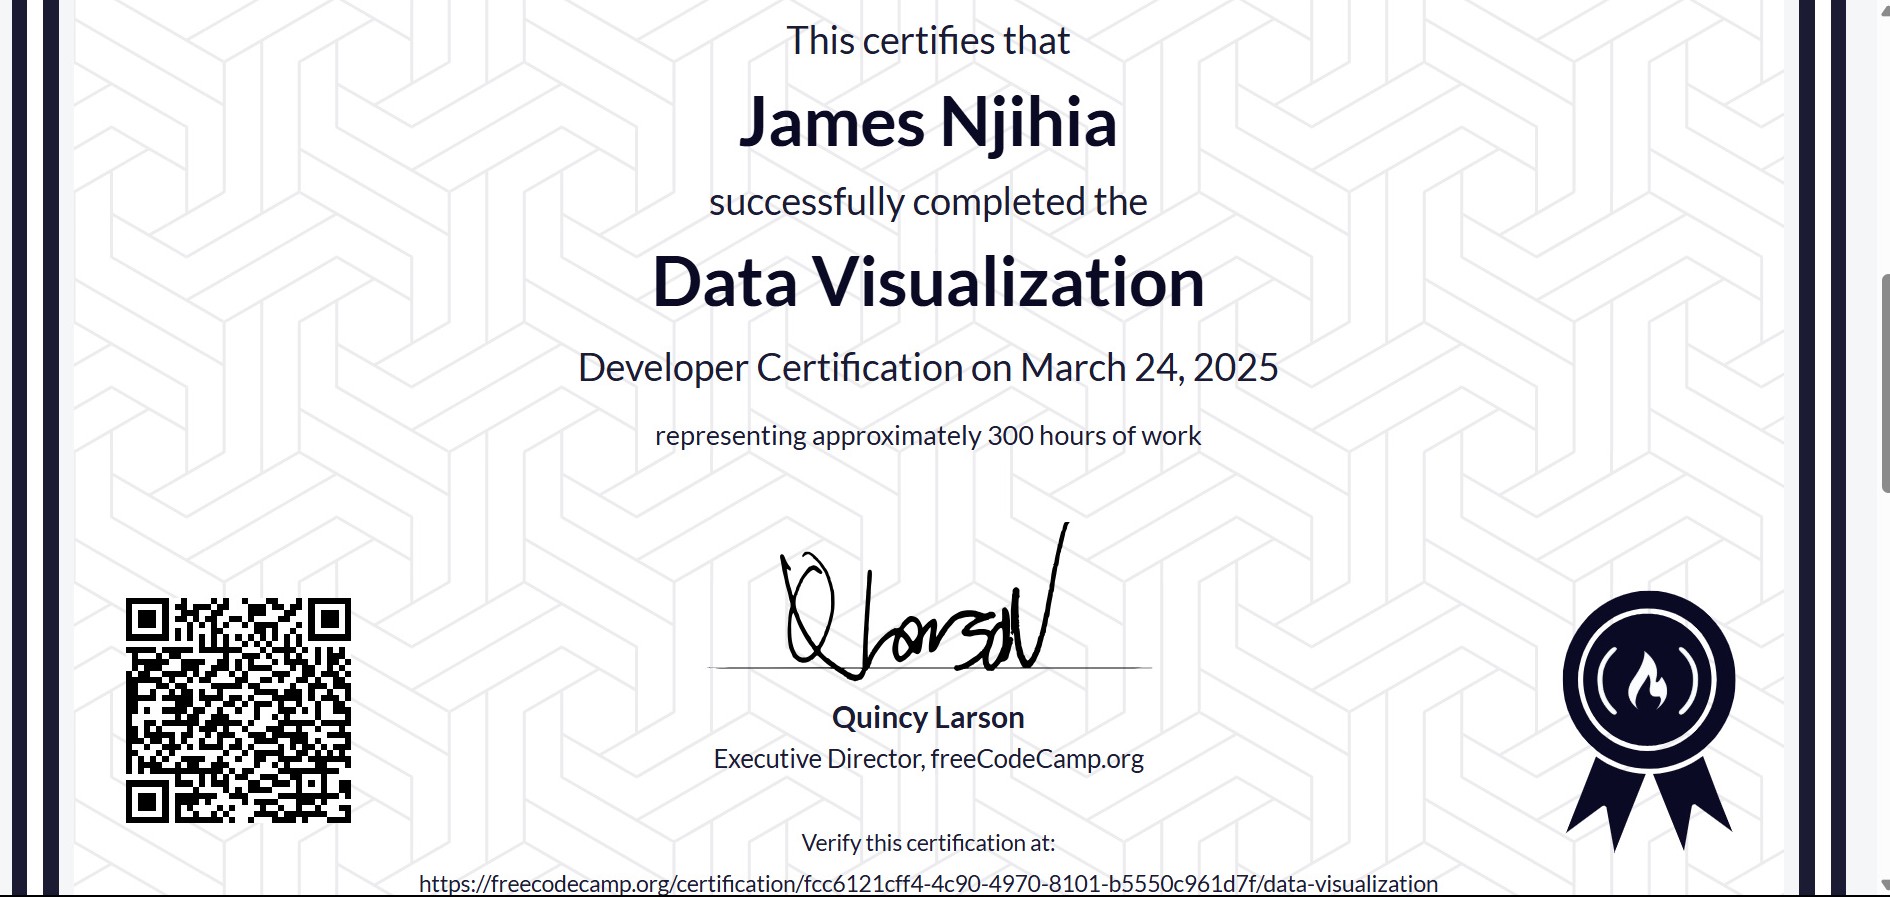 This certifies that
James Njihia
successfully completed the
Data Visualization
Developer Certification on March 24, 2025
representing approximately 300 hours of work
Quincy Larson
Executive Director, freeCodeCamp.org
Verify this certification at:
https://freecodecamp.org/certification/fcc6121cff4-4c90-4970-8101-b5550c961d7f/data-visualization